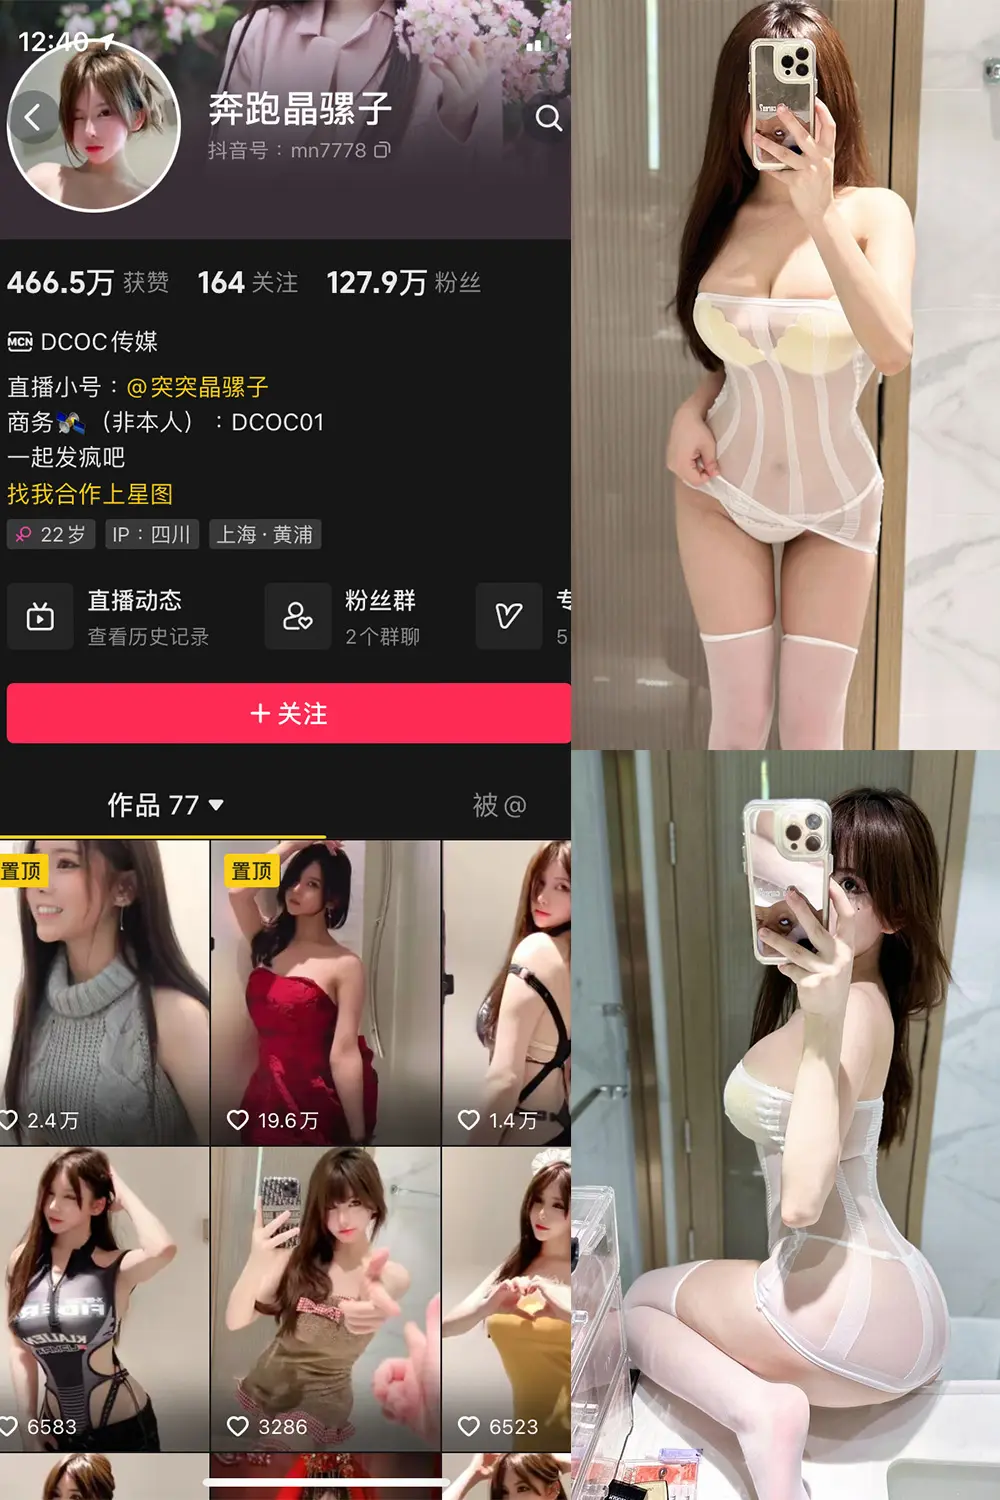 12:40
奔跑晶骡子
抖音号：mn7778
466.5万 获赞 164 关注 127.9万 粉丝
MCN DCOC传媒
直播小号：@突突晶骡子
商务（非本人）：DCOC01
一起发疯吧
找我合作上星图
22岁 IP：四川 上海·黄浦
直播动态 粉丝群
查看历史记录 2个群聊 5
关注
作品 77 被@
置顶 置顶
2.4万 19.6万 1.4万
6583 3286 6523